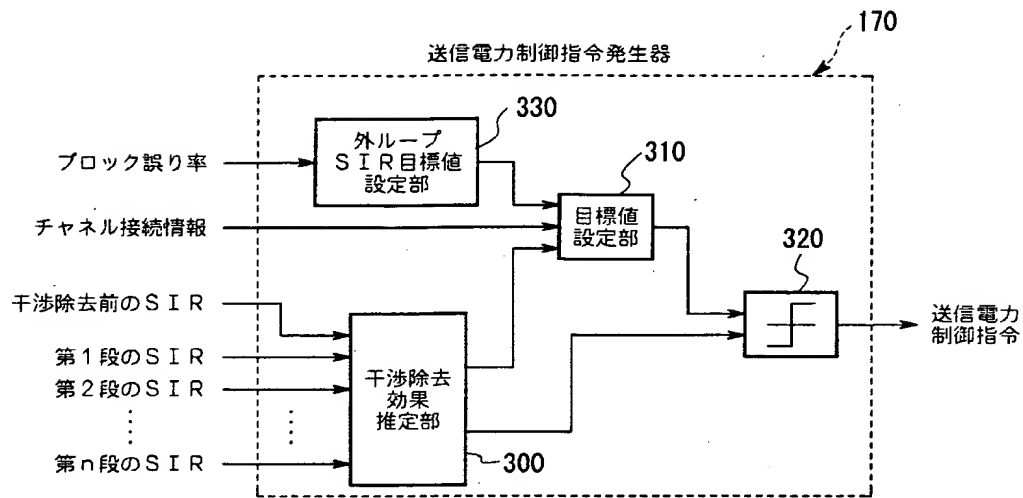 170
送信電力制御指令発生器
330
外ループ
ＳＩＲ目標値
設定部
ブロック誤り率
310
目標値
設定部
チャネル接続情報
320
干渉除去前のＳＩＲ
送信電力
制御指令
第１段のＳＩＲ
第２段のＳＩＲ
干渉除去
効果
推定部
第ｎ段のＳＩＲ
300